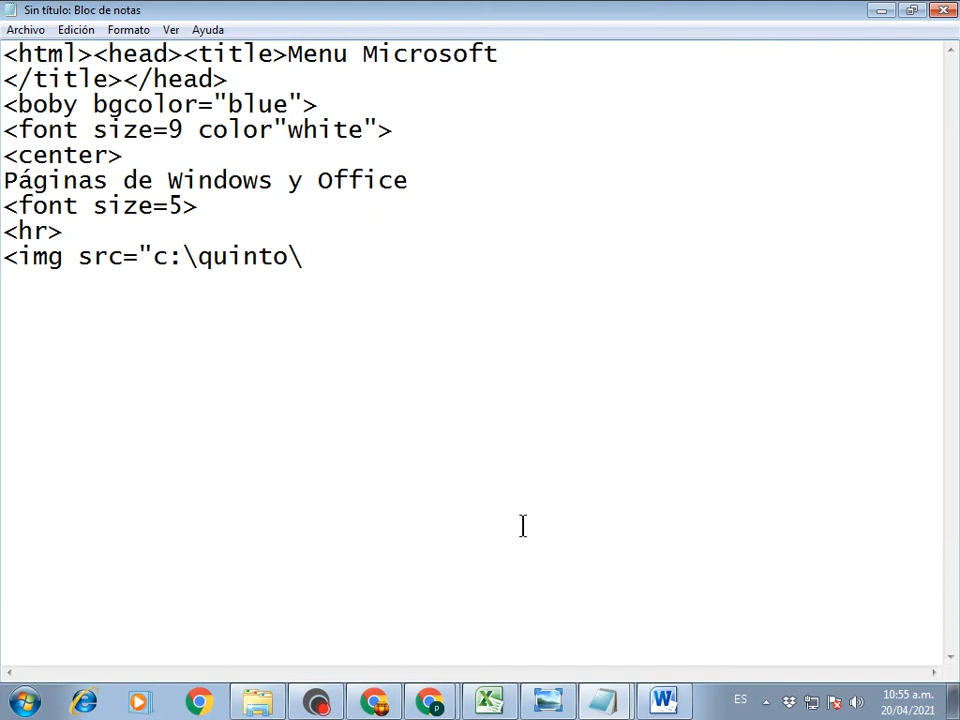 Sin título: Bloc de notas
Archivo Edición Formato Ver Ayuda
<html><head><title>Menu Microsoft
</title></head>
<boby bgcolor="blue">
<font size=9 color"white">
<center>
Páginas de Windows y Office
<font size=5>
<hr>
<img src="c:\quinto\
ES
10:55 a.m.
20/04/2021